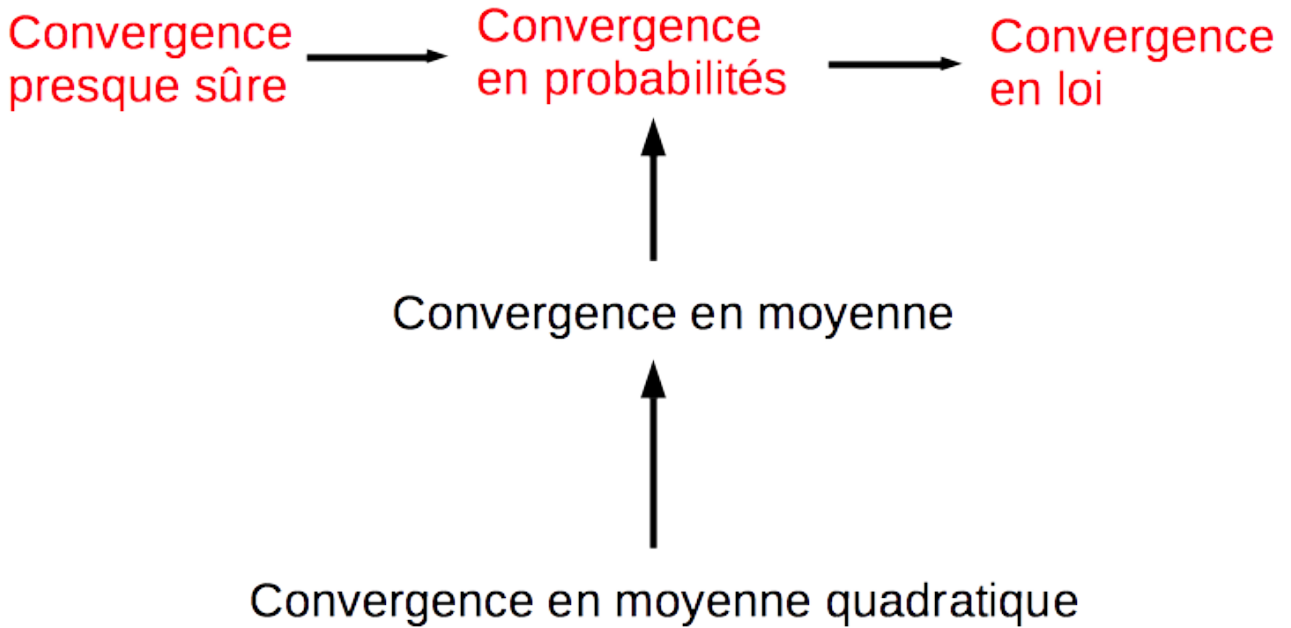 Convergence
presque sûre
Convergence
en probabilités
Convergence
en loi
Convergence en moyenne
Convergence en moyenne quadratique